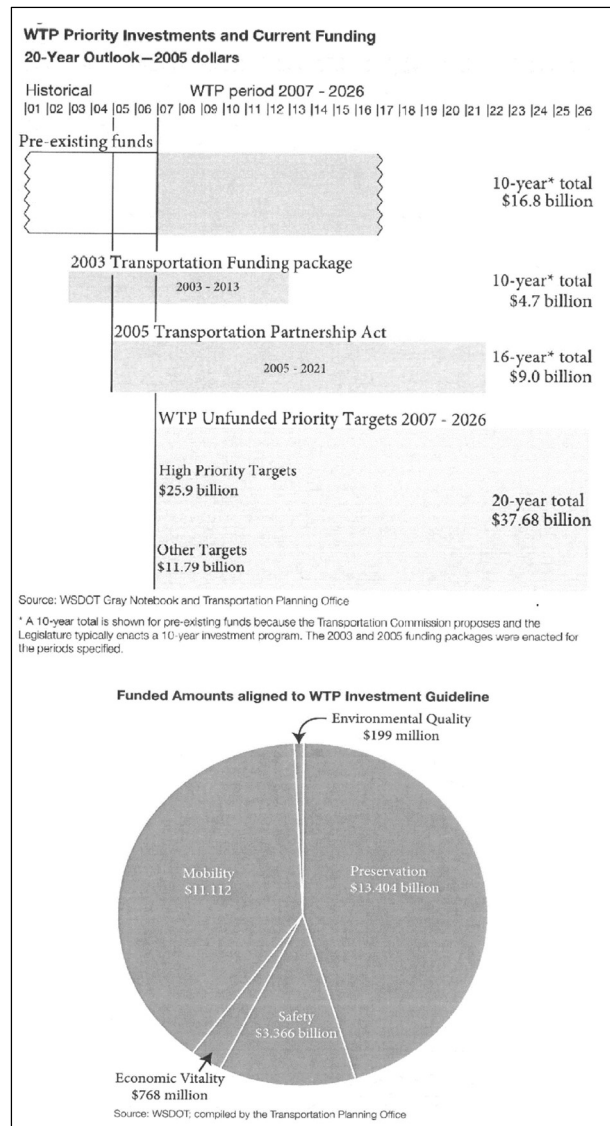 WTP Priority Investments and Current Funding
20-Year Outlook—2005 dollars
Historical WTP period 2007 - 2026
|01 |02 |03 |04 |05 |06 |07 |08 |09 |10 |11 |12 |13 |14 |15 |16 |17 |18 |19 |20 |21 |22 |23 |24 |25 |26
Pre-existing funds
10-year* total
$16.8 billion
2003 Transportation Funding package
2003 - 2013
10-year* total
$4.7 billion
2005 Transportation Partnership Act
2005 - 2021
16-year* total
$9.0 billion
WTP Unfunded Priority Targets 2007 - 2026
High Priority Targets
$25.9 billion
20-year total
$37.68 billion
Other Targets
$11.79 billion
Source: WSDOT Gray Notebook and Transportation Planning Office
* A 10-year total is shown for pre-existing funds because the Transportation Commission proposes and the
Legislature typically enacts a 10-year investment program. The 2003 and 2005 funding packages were enacted for
the periods specified.
Funded Amounts aligned to WTP Investment Guideline
Environmental Quality
$199 million
Mobility
$11.112
Preservation
$13.404 billion
Safety
$3.366 billion
Economic Vitality
$768 million
Source: WSDOT; compiled by the Transportation Planning Office